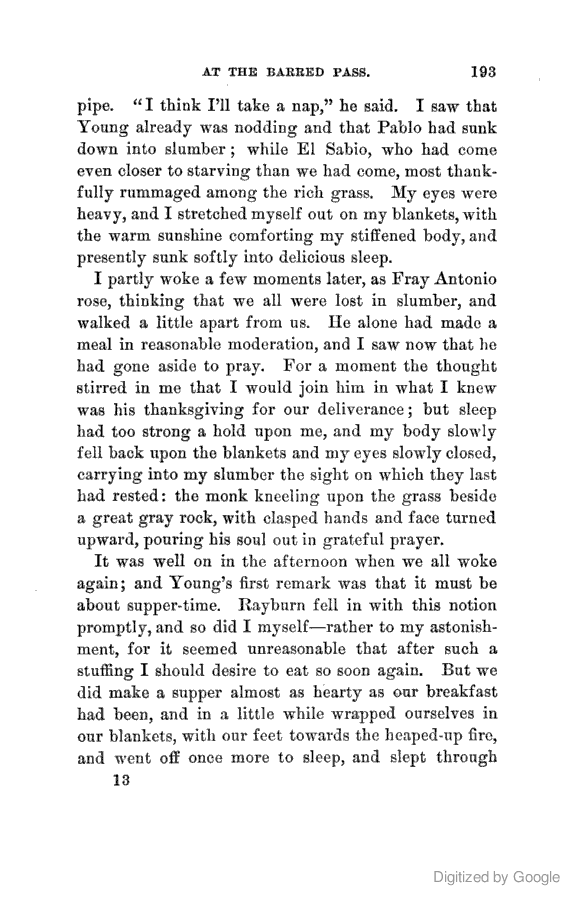 AT THE BARRED PASS. 193
pipe. “I think I’ll take a nap,” he said. I saw that
Young already was nodding and that Pablo had sunk
down into slumber; while El Sabio, who had come
even closer to starving than we had come, most thank-
fully rummaged among the rich grass. My eyes were
heavy, and I stretched myself out on my blankets, with
the warm sunshine comforting my stiffened body, and
presently sunk softly into delicious sleep.
I partly woke a few moments later, as Fray Antonio
rose, thinking that we all were lost in slumber, and
walked a little apart from us. He alone had made a
meal in reasonable moderation, and I saw now that he
had gone aside to pray. For a moment the thought
stirred in me that I would join him in what I knew
was his thanksgiving for our deliverance; but sleep
had too strong a hold upon me, and my body slowly
fell back upon the blankets and my eyes slowly closed,
carrying into my slumber the sight on which they last
had rested: the monk kneeling upon the grass beside
a great gray rock, with clasped hands and face turned
upward, pouring his soul out in grateful prayer.
It was well on in the afternoon when we all woke
again; and Young’s first remark was that it must be
about supper-time. Rayburn fell in with this notion
promptly, and so did I myself—rather to my astonish-
ment, for it seemed unreasonable that after such a
stuffing I should desire to eat so soon again. But we
did make a supper almost as hearty as our breakfast
had been, and in a little while wrapped ourselves in
our blankets, with our feet towards the heaped-up fire,
and went off once more to sleep, and slept through
13
Digitized by Google